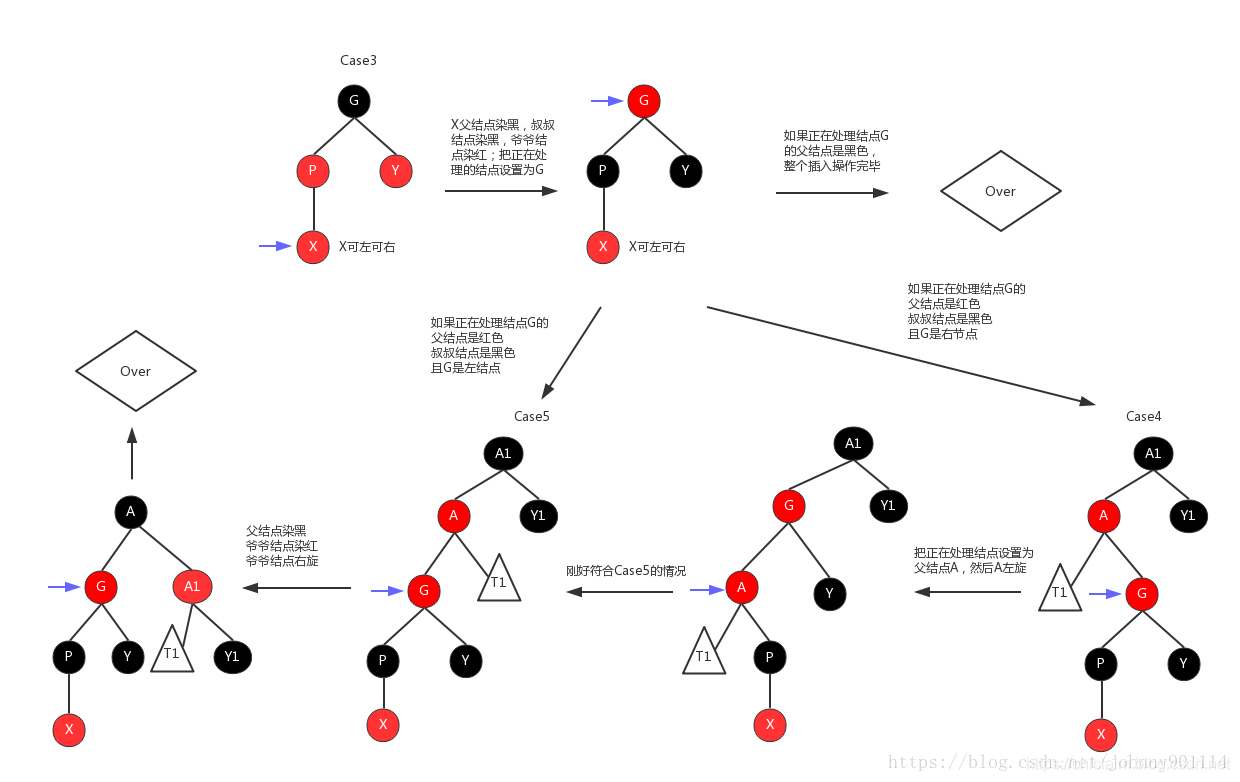 Case3
G
P
Y
X
X可左可右
X父结点染黑，叔叔
结点染黑，爷爷结
点染红；把正在处
理的结点设置为G
G
P
Y
X
X可左可右
如果正在处理结点G
的父结点是黑色，
整个插入操作完毕
Over
如果正在处理结点G的
父结点是红色
叔叔结点是黑色
且G是左结点
如果正在处理结点G的
父结点是红色
叔叔结点是黑色
且G是右节点
Over
A
G
A1
P
Y
T1
Y1
X
父结点染黑
爷爷结点染红
爷爷结点右旋
Case5
A1
A
Y1
G
T1
P
Y
X
刚好符合Case5的情况
A1
G
Y1
A
Y
T1
P
X
把正在处理结点设置为
父结点A，然后A左旋
Case4
A1
A
Y1
T1
G
P
Y
X
https://blog.csdn.net/johnny901114